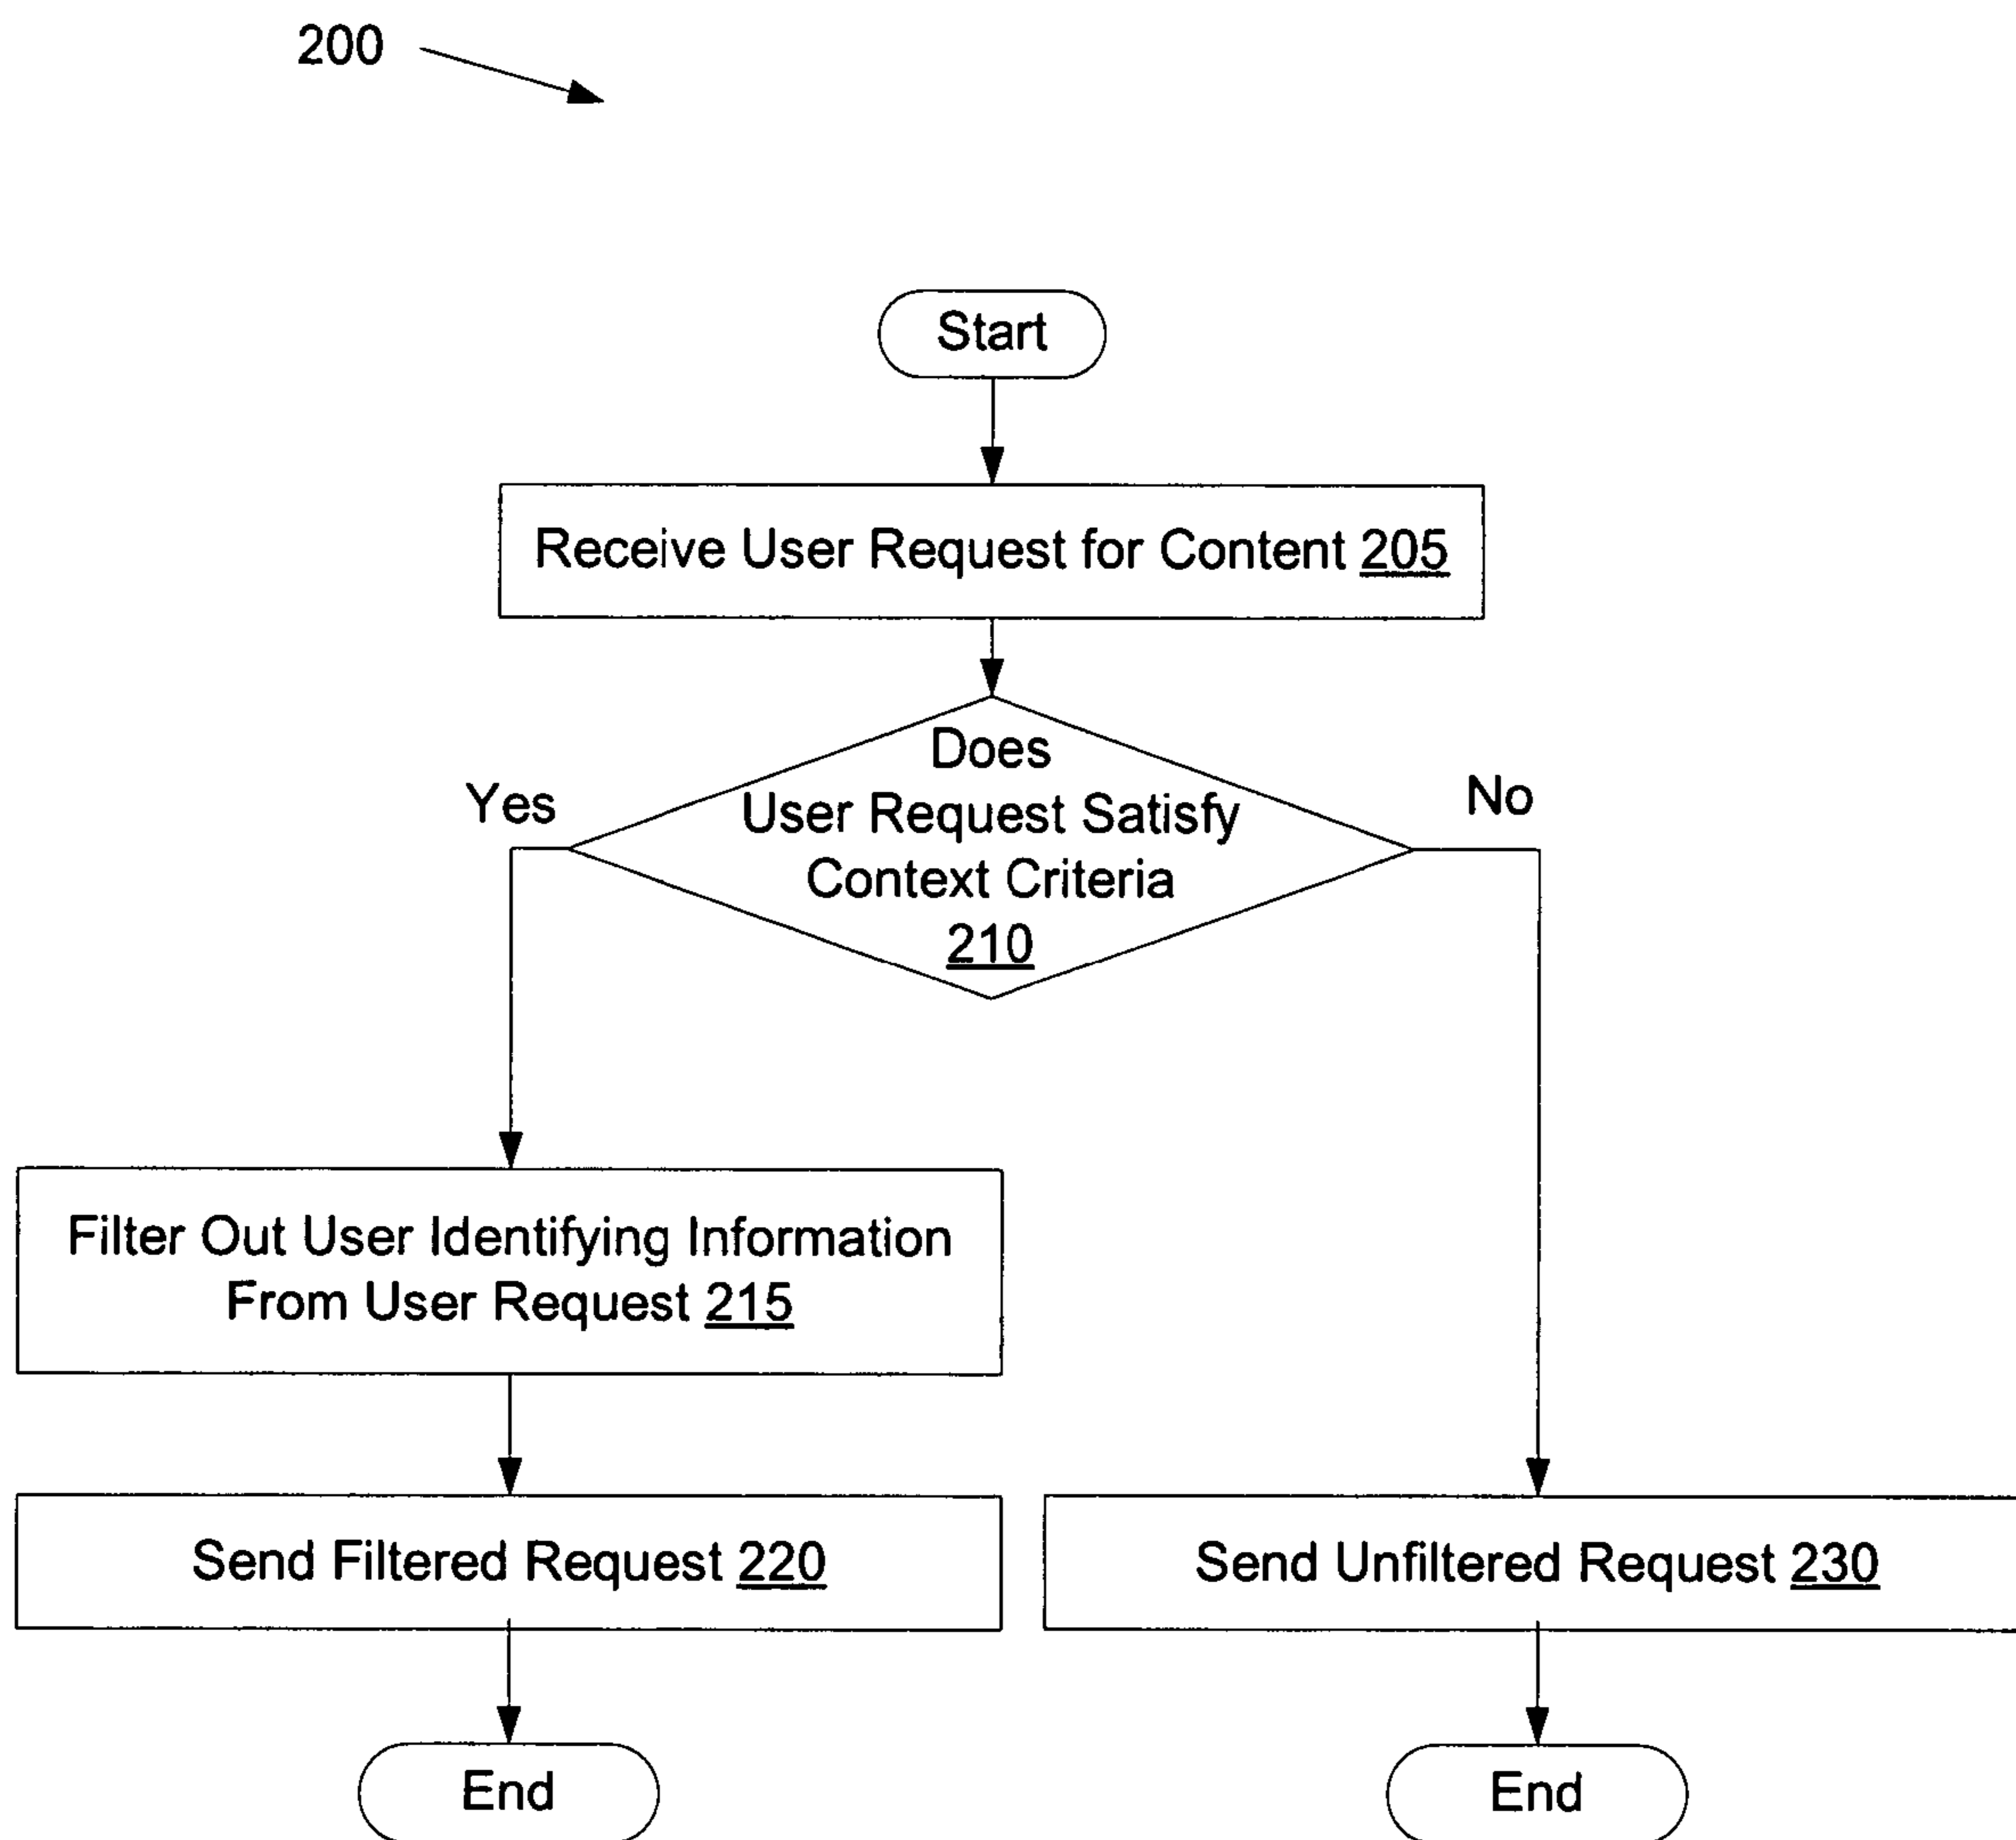 200
Start
Receive User Request for Content 205
Does
User Request Satisfy
Context Criteria
210
Yes
No
Filter Out User Identifying Information
From User Request 215
Send Filtered Request 220
Send Unfiltered Request 230
End
End